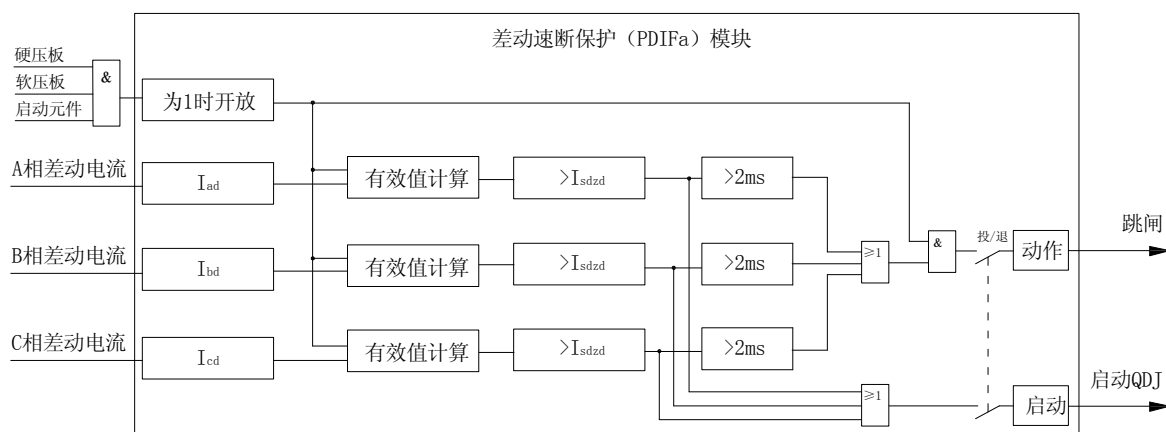 差动速断保护（PDIFa）模块
硬压板
软压板
启动元件
&
为1时开放
A相差动电流
Iad
有效值计算
>Isdzd
>2ms
B相差动电流
Ibd
有效值计算
>Isdzd
>2ms
≥1
&
投/退
动作
跳闸
C相差动电流
Icd
有效值计算
>Isdzd
>2ms
≥1
启动
启动QDJ